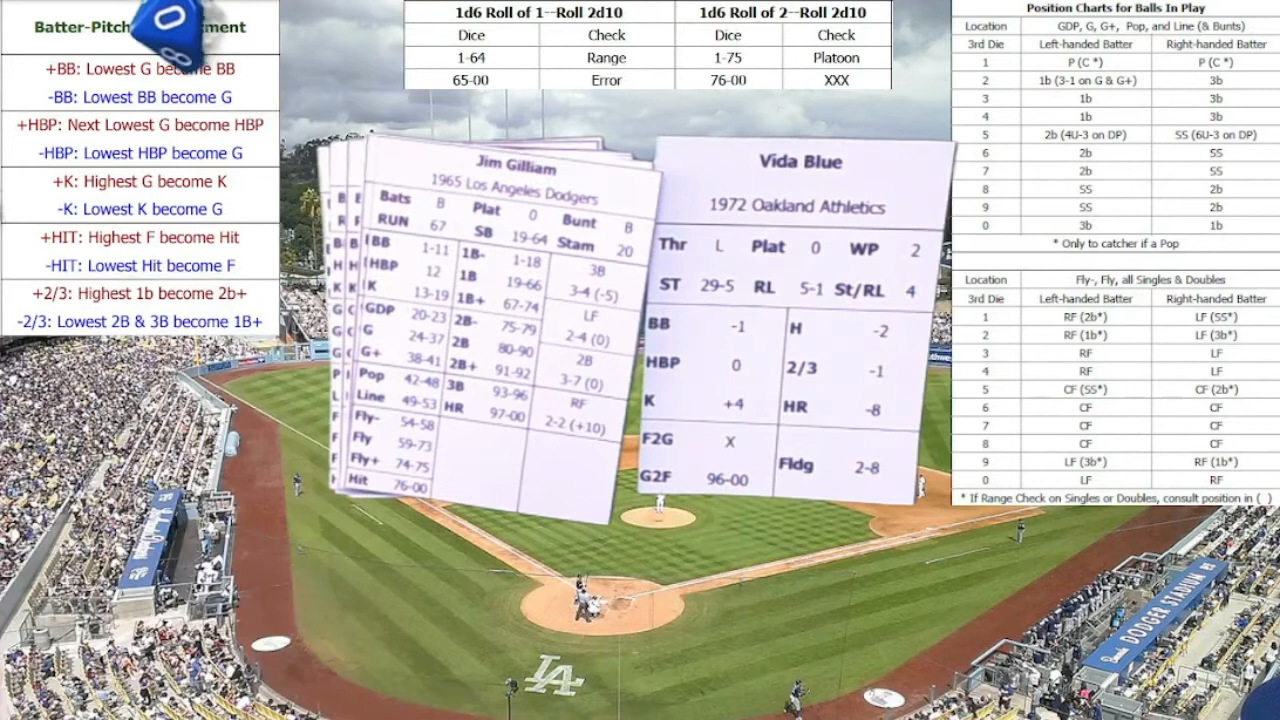 Batter-Pitch ment
+BB: Lowest G become BB
-BB: Lowest BB become G
+HBP: Next Lowest G become HBP
-HBP: Lowest HBP become G
+K: Highest G become K
-K: Lowest K become G
+HIT: Highest F become Hit
-HIT: Lowest Hit become F
+2/3: Highest 1b become 2b+
-2/3: Lowest 2B & 3B become 1B+
0
8
1d6 Roll of 1--Roll 2d10 1d6 Roll of 2--Roll 2d10
Dice Check Dice Check
1-64 Range 1-75 Platoon
65-00 Error 76-00 XXX
Jim Gilliam
1965 Los Angeles Dodgers
Bats B Plat 0 Bunt B
RUN 67 SB 19-64 Stam 20
BB 1-11 1B- 1-18 3B
HBP 12 1B 19-66 3-4 (-5)
K 13-19 1B+ 67-74 LF
GDP 20-23 2B- 75-79 2-4 (0)
G 24-37 2B 80-90 2B
G+ 38-41 2B+ 91-92 3-7 (0)
Pop 42-48 3B 93-96 RF
Line 49-53 HR 97-00 2-2 (+10)
Fly- 54-58
Fly 59-73
Fly+ 74-75
Hit 76-00
Vida Blue
1972 Oakland Athletics
Thr L Plat 0 WP 2
ST 29-5 RL 5-1 St/RL 4
BB -1 H -2
HBP 0 2/3 -1
K +4 HR -8
F2G X Fldg 2-8
G2F 96-00
Position Charts for Balls In Play
Location GDP, G, G+, Pop, and Line (& Bunts)
3rd Die Left-handed Batter Right-handed Batter
1 P (C *) P (C *)
2 1b (3-1 on G & G+) 3b
3 1b 3b
4 1b 3b
5 2b (4U-3 on DP) SS (6U-3 on DP)
6 2b SS
7 2b SS
8 SS 2b
9 SS 2b
0 3b 1b
* Only to catcher if a Pop
Location Fly-, Fly, all Singles & Doubles
3rd Die Left-handed Batter Right-handed Batter
1 RF (2b*) LF (SS*)
2 RF (1b*) LF (3b*)
3 RF LF
4 RF LF
5 CF (SS*) CF (2b*)
6 CF CF
7 CF CF
8 CF CF
9 LF (3b*) RF (1b*)
0 LF RF
* If Range Check on Singles or Doubles, consult position in ( )
LA
DODGER STADIUM